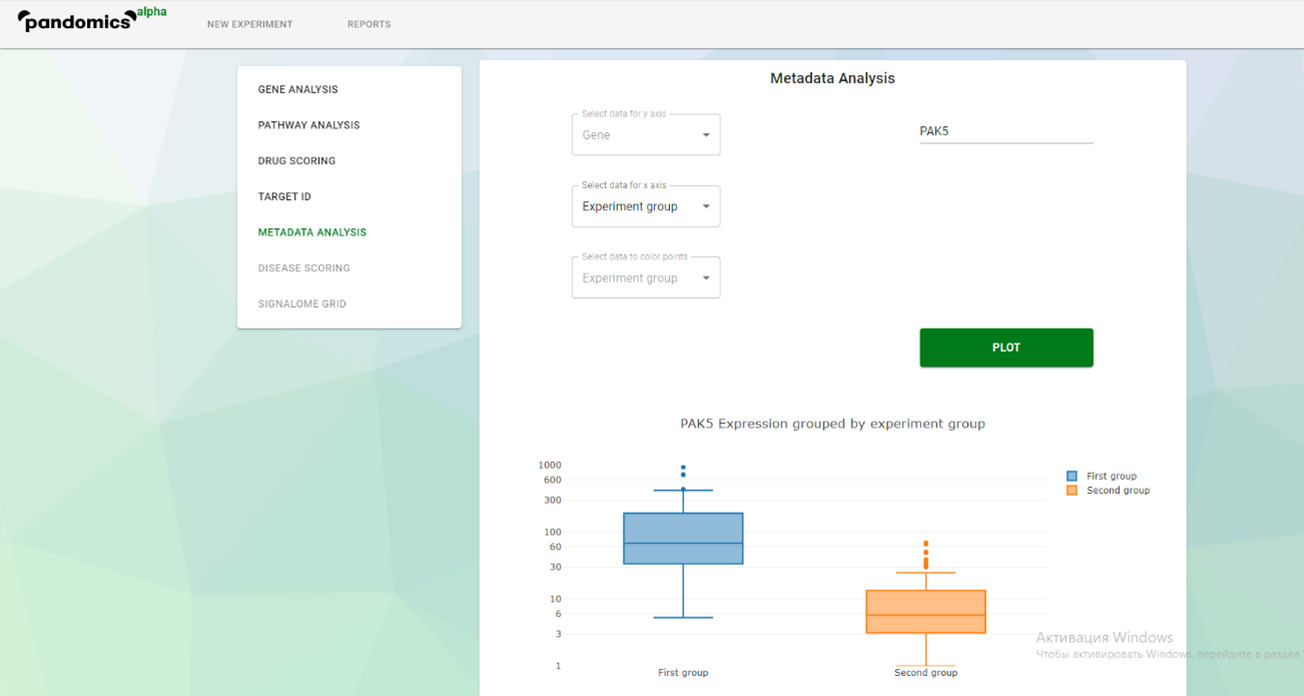 pandomics alpha
NEW EXPERIMENT
REPORTS
GENE ANALYSIS
PATHWAY ANALYSIS
DRUG SCORING
TARGET ID
METADATA ANALYSIS
DISEASE SCORING
SIGNALOME GRID
Metadata Analysis
Select data for y axis
Gene
PAK5
Select data for x axis
Experiment group
Select data to color points
Experiment group
PLOT
PAK5 Expression grouped by experiment group
1000
600
300
100
60
30
10
6
3
1
First group
Second group
First group
Second group
Активация Windows
Чтобы активировать Windows, перейдите в раздел